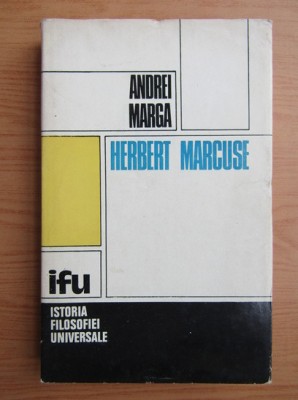 ANDREI
MARGA
HERBERT MARCUSE
ifu
ISTORIA
FILOSOFIEI
UNIVERSALE